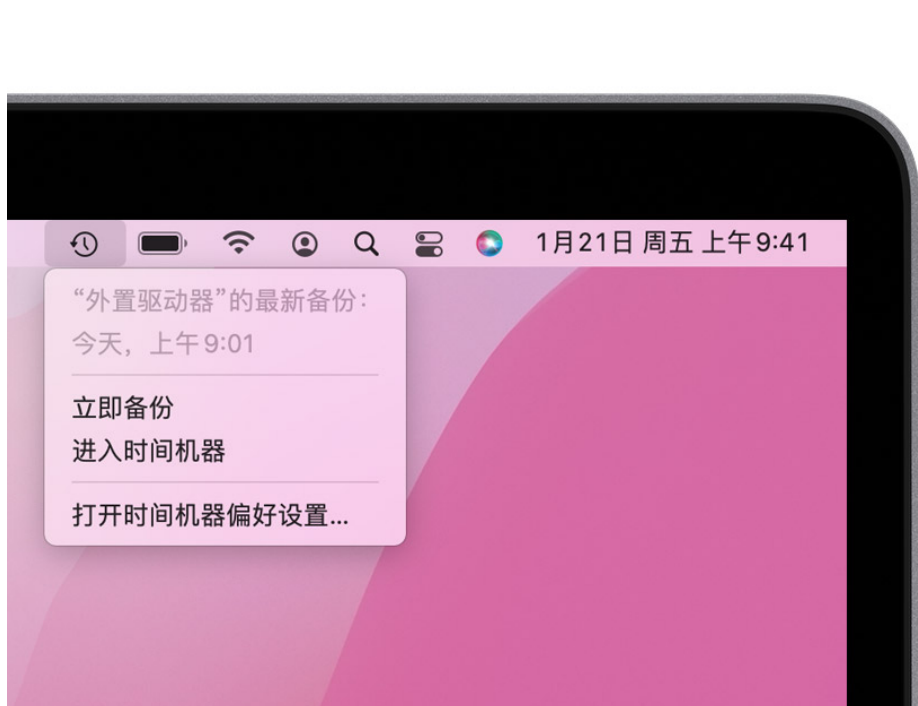 1月21日 周五 上午9:41
“外置驱动器”的最新备份：
今天，上午9:01
立即备份
进入时间机器
打开时间机器偏好设置...